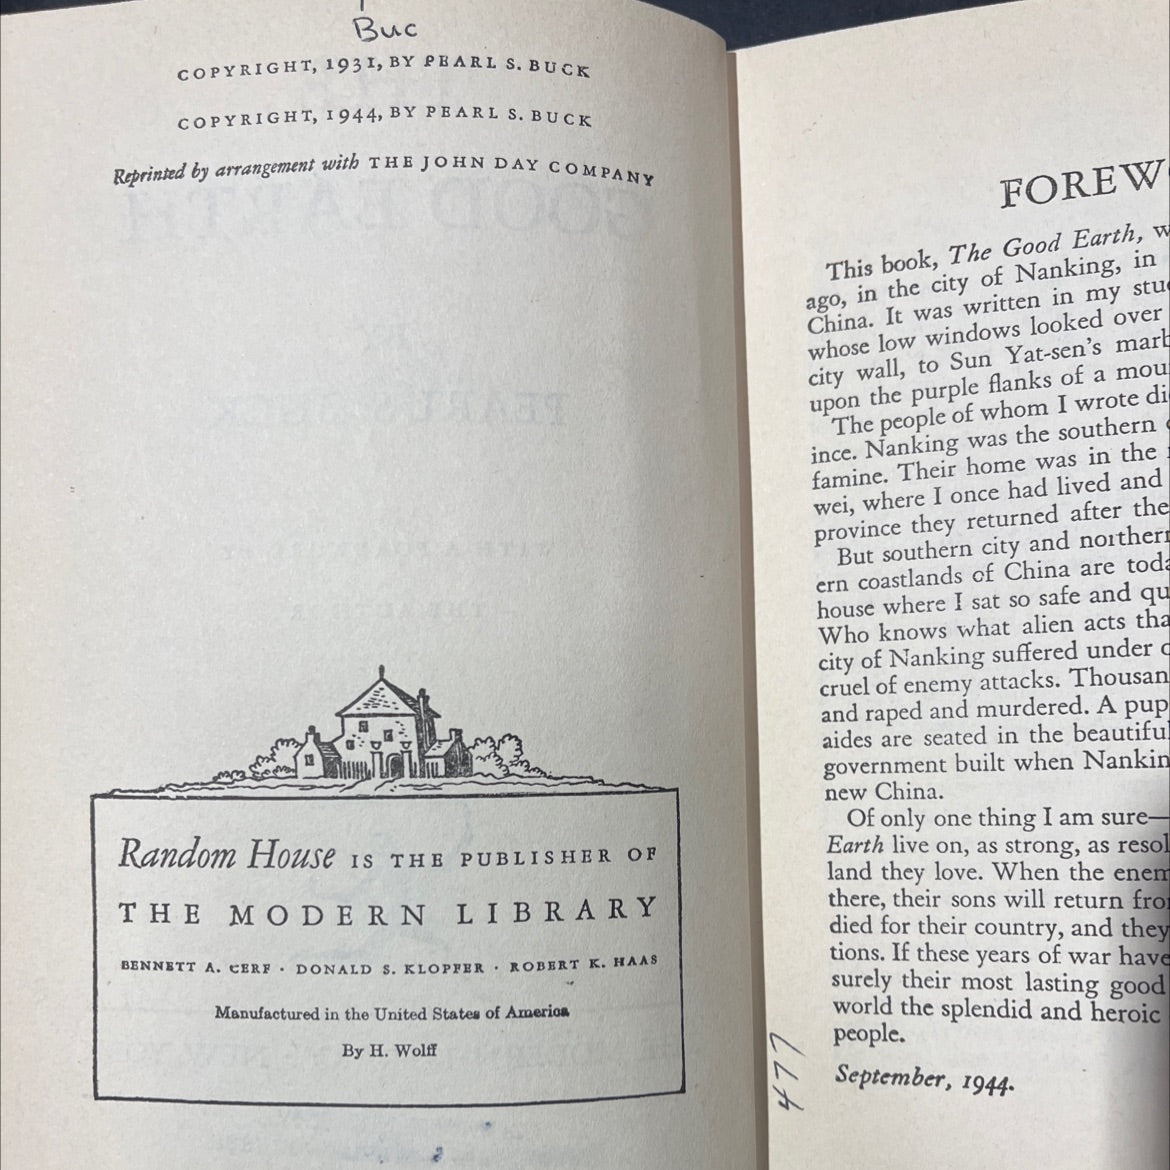 Buc
COPYRIGHT, 1931, BY PEARL S. BUCK
COPYRIGHT, 1944, BY PEARL S. BUCK
Reprinted by arrangement with THE JOHN DAY COMPANY
Random House IS THE PUBLISHER OF
THE MODERN LIBRARY
BENNETT A. CERF · DONALD S. KLOPFER · ROBERT K. HAAS
Manufactured in the United States of America
By H. Wolff
FOREW
This book, The Good Earth, w
ago, in the city of Nanking, in
China. It was written in my stu
whose low windows looked over
city wall, to Sun Yat-sen's marb
upon the purple flanks of a mou
The people of whom I wrote di
ince. Nanking was the southern
famine. Their home was in the
wei, where I once had lived and
province they returned after the
But southern city and northern
ern coastlands of China are toda
house where I sat so safe and qu
Who knows what alien acts tha
city of Nanking suffered under
cruel of enemy attacks. Thousan
and raped and murdered. A pup
aides are seated in the beautiful
government built when Nankin
new China.
Of only one thing I am sure—
Earth live on, as strong, as resol
land they love. When the enem
there, their sons will return fro
died for their country, and they
tions. If these years of war have
surely their most lasting good
world the splendid and heroic
people.
September, 1944.
477